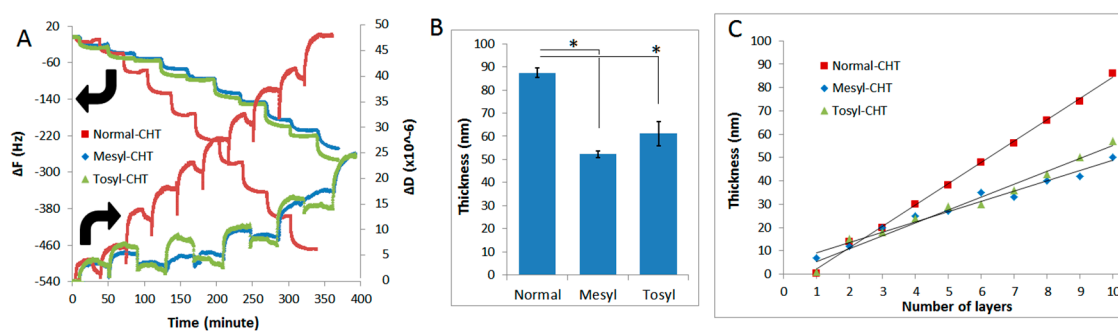 A
ΔF (Hz)
20
-60
-140
-220
-300
-380
-460
-540
Normal-CHT
Mesyl-CHT
Tosyl-CHT
50
45
40
35
30
25
20
15
10
5
0
ΔD (x10^-6)
0 50 100 150 200 250 300 350 400
Time (minute)
B
Thickness
100
90
80
70
60
50
40
30
20
10
0
Thickness (nm)
* *
Normal Mesyl Tosyl
C
100
90
80
70
60
50
40
30
20
10
0
Thickness (nm)
Normal-CHT
Mesyl-CHT
Tosyl-CHT
0 1 2 3 4 5 6 7 8 9 10
Number of layers